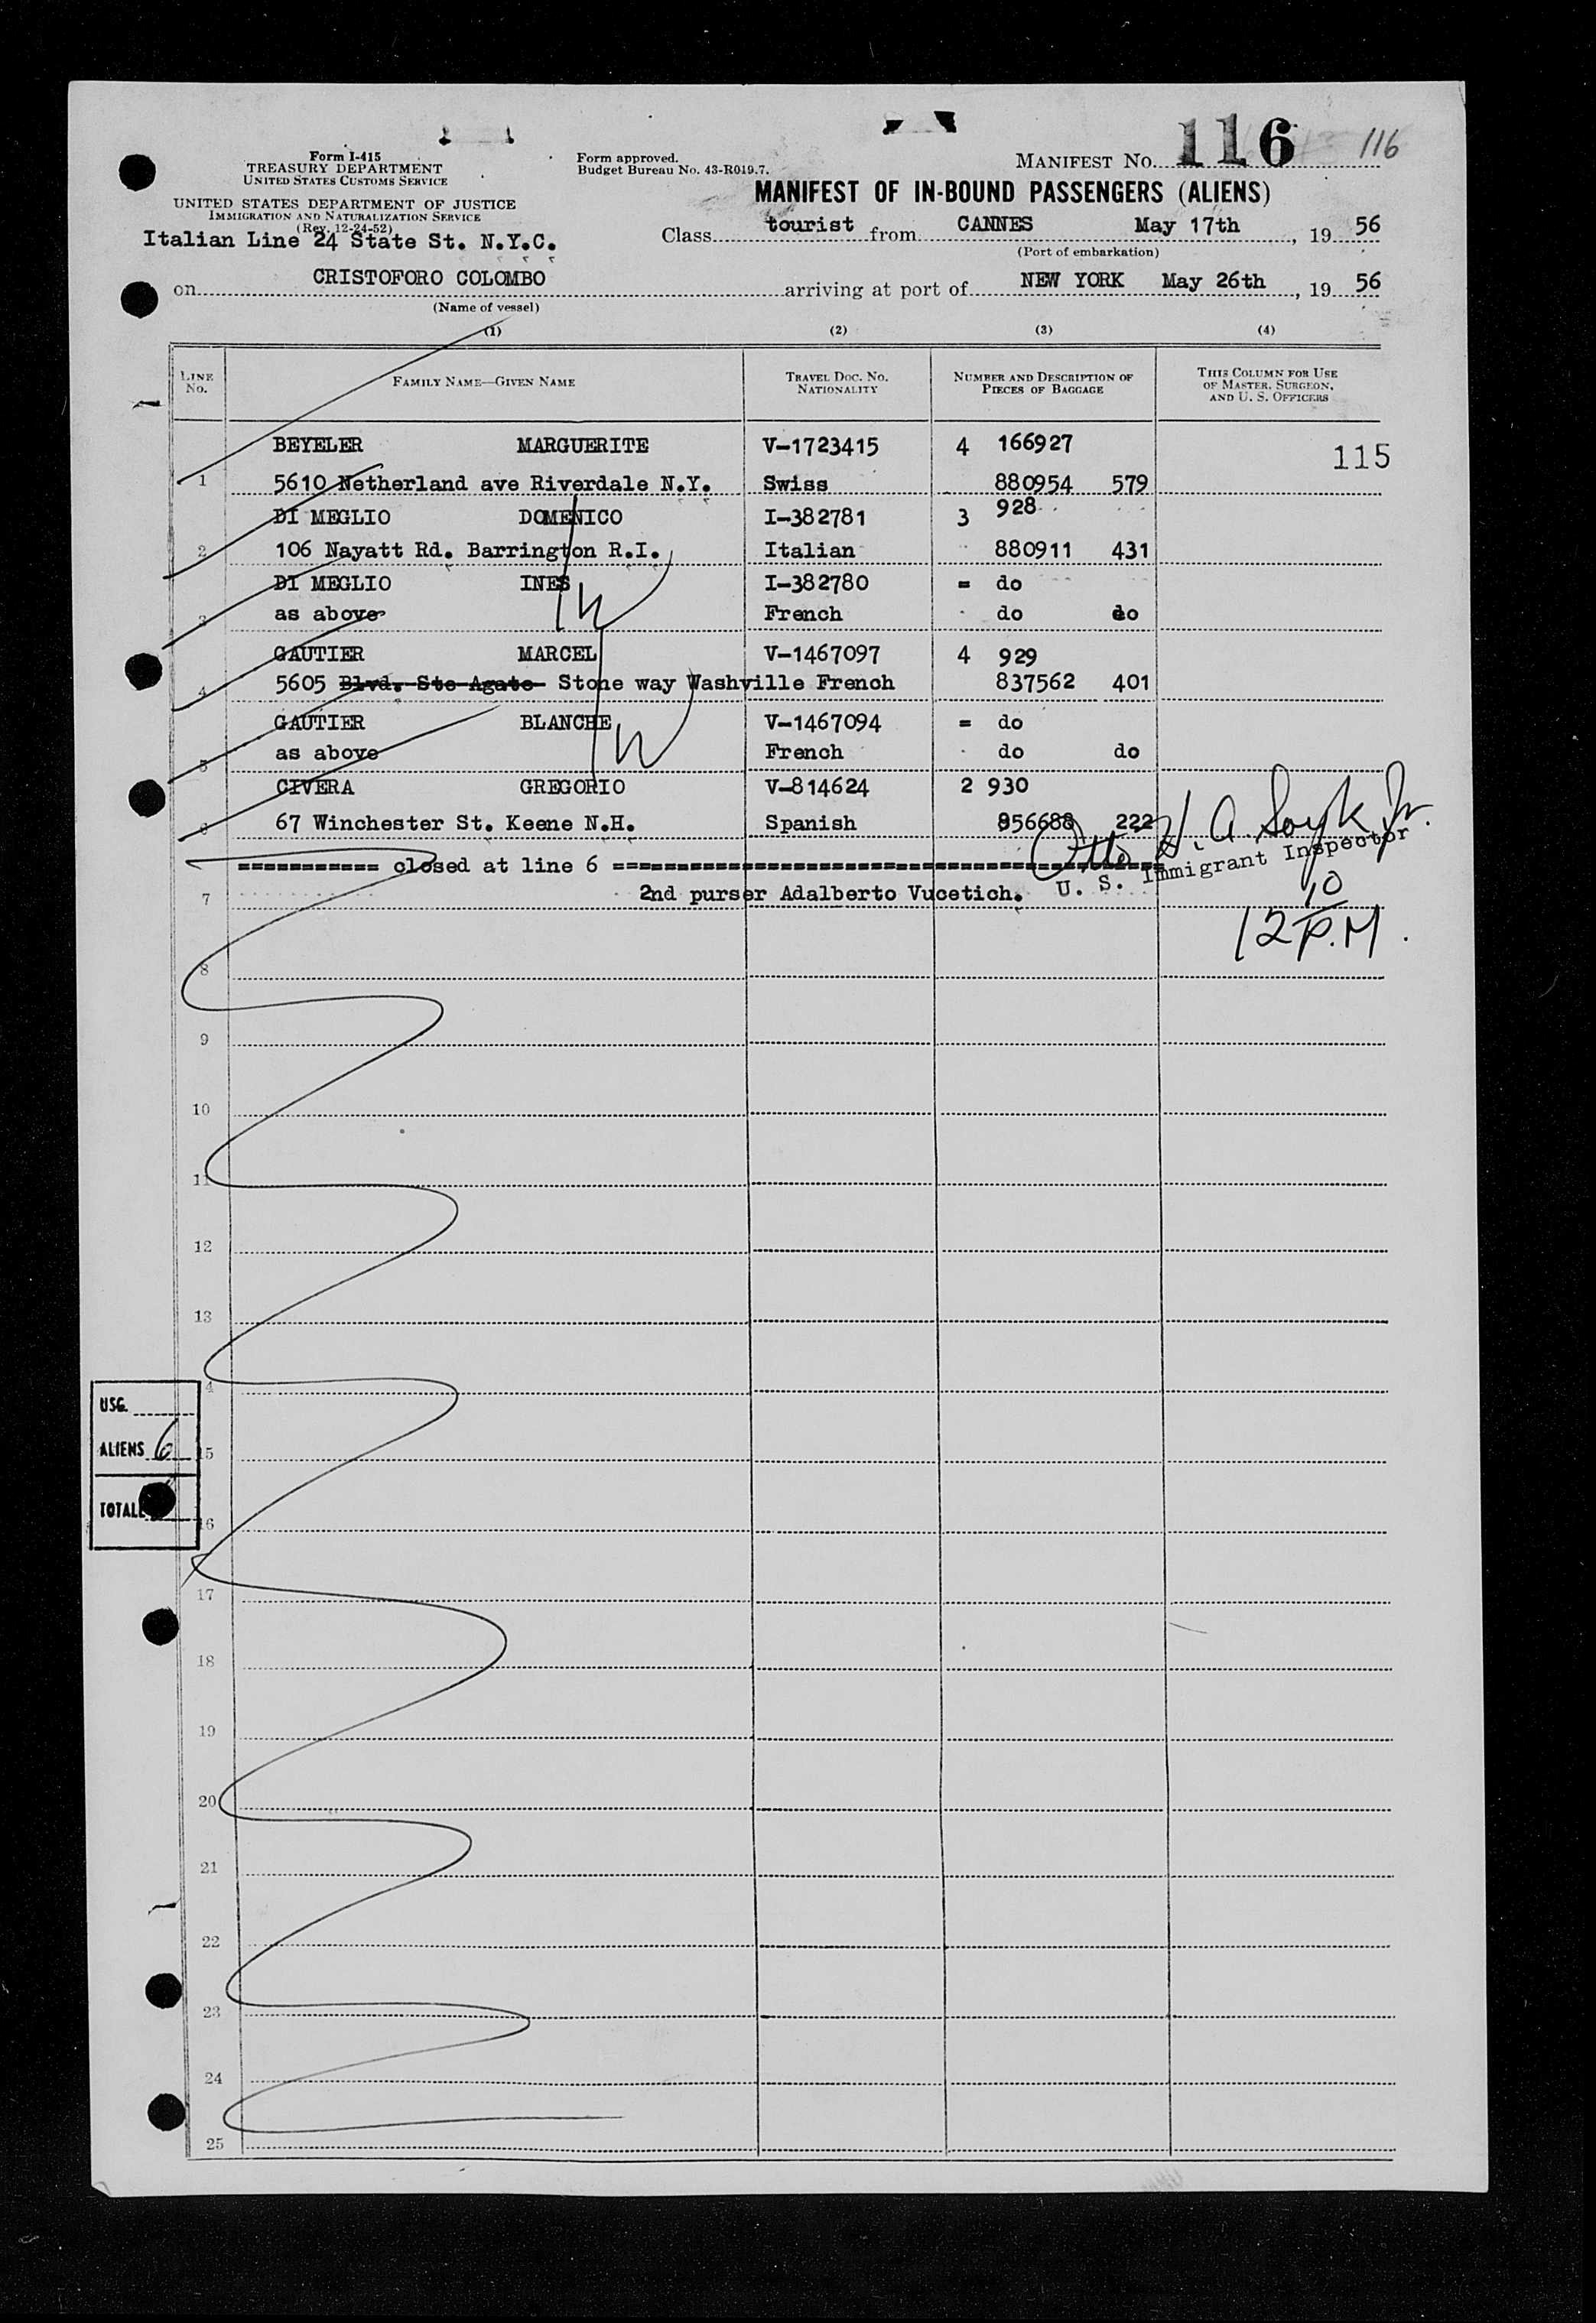 Form I-415
TREASURY DEPARTMENT
UNITED STATES CUSTOMS SERVICE
UNITED STATES DEPARTMENT OF JUSTICE
IMMIGRATION AND NATURALIZATION SERVICE
(Rev. 12-24-52)
Italian Line 24 State St. N.Y.C.
Form approved.
Budget Bureau No. 43-R019.7.
MANIFEST NO. 116 116
MANIFEST OF IN-BOUND PASSENGERS (ALIENS)
Class tourist from CANNES May 17th, 19 56
(Port of embarkation)
on CRISTOFORO COLOMBO arriving at port of NEW YORK May 26th, 19 56
(Name of vessel)
(1) (2) (3) (4)
LINE NO. FAMILY NAME—GIVEN NAME TRAVEL DOC. NO. NATIONALITY NUMBER AND DESCRIPTION OF PIECES OF BAGGAGE THIS COLUMN FOR USE OF MASTER, SURGEON, AND U. S. OFFICERS
BEYELER MARGUERITE V-1723415 4 166927 115
1 5610 Netherland ave Riverdale N.Y. Swiss 880954 579
DI MEGLIO DOMENICO I-382781 3 928
2 106 Nayatt Rd. Barrington R.I. Italian 880911 431
DI MEGLIO INES I-382780 = do
3 as above French do do
GAUTIER MARCEL V-1467097 4 929
4 5605 Blvd. Ste Agate Stone way Washville French 837562 401
GAUTIER BLANCHE V-1467094 = do
5 as above French do do
CIVERA GREGORIO V-814624 2 930
6 67 Winchester St. Keene N.H. Spanish 856688 222
=========== closed at line 6 ===========
U. S. Immigrant Inspector
7 2nd purser Adalberto Vucetich.
12 10 P.M.
8
9
10
11
12
13
4
USC.
ALIENS 6
15
TOTAL
16
17
18
19
20
21
22
23
24
25